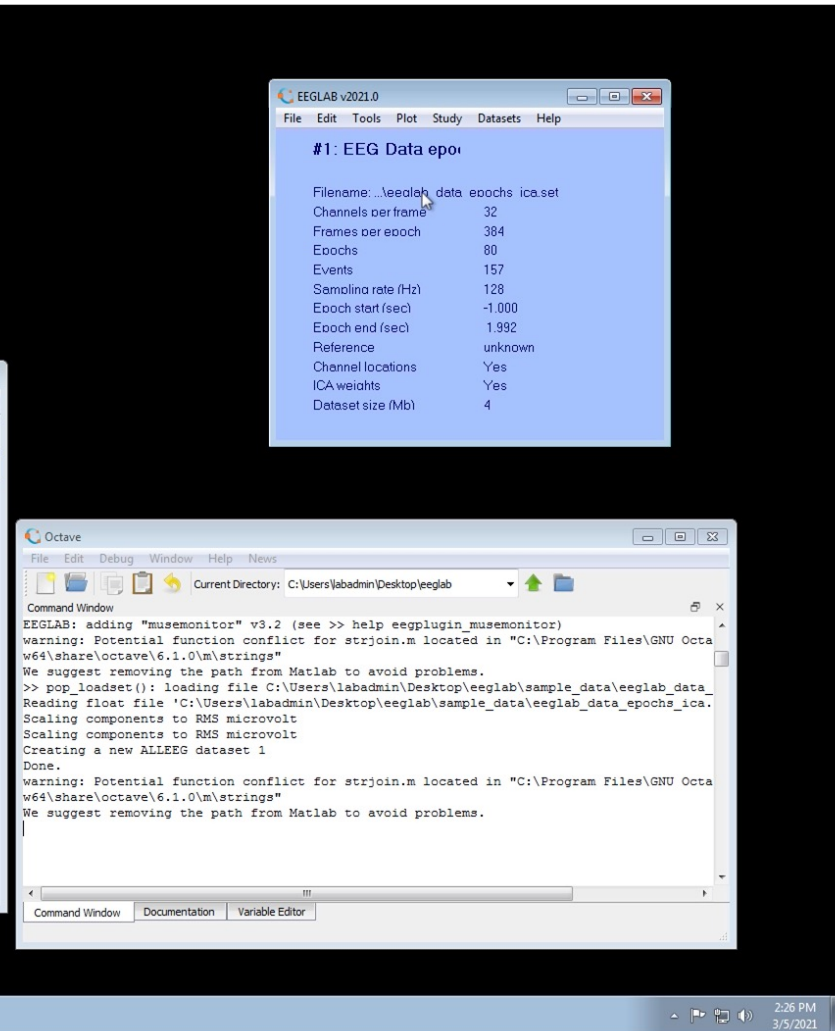 EEGLAB v2021.0
File Edit Tools Plot Study Datasets Help
#1: EEG Data epo
Filename: ...\eeglab_data_epochs_ica.set
Channels per frame 32
Frames per epoch 384
Epochs 80
Events 157
Sampling rate (Hz) 128
Epoch start (sec) -1.000
Epoch end (sec) 1.992
Reference unknown
Channel locations Yes
ICA weights Yes
Dataset size (Mb) 4
Octave
File Edit Debug Window Help News
Current Directory: C:\Users\labadmin\Desktop\eeglab
Command Window
EEGLAB: adding "musemonitor" v3.2 (see >> help eegplugin_musemonitor)
warning: Potential function conflict for strjoin.m located in "C:\Program Files\GNU Octa
w64\share\octave\6.1.0\m\strings"
We suggest removing the path from Matlab to avoid problems.
>> pop_loadset(): loading file C:\Users\labadmin\Desktop\eeglab\sample_data\eeglab_data_
Reading float file 'C:\Users\labadmin\Desktop\eeglab\sample_data\eeglab_data_epochs_ica.
Scaling components to RMS microvolt
Scaling components to RMS microvolt
Creating a new ALLEEG dataset 1
Done.
warning: Potential function conflict for strjoin.m located in "C:\Program Files\GNU Octa
w64\share\octave\6.1.0\m\strings"
We suggest removing the path from Matlab to avoid problems.
Command Window Documentation Variable Editor
2:26 PM
3/5/2021